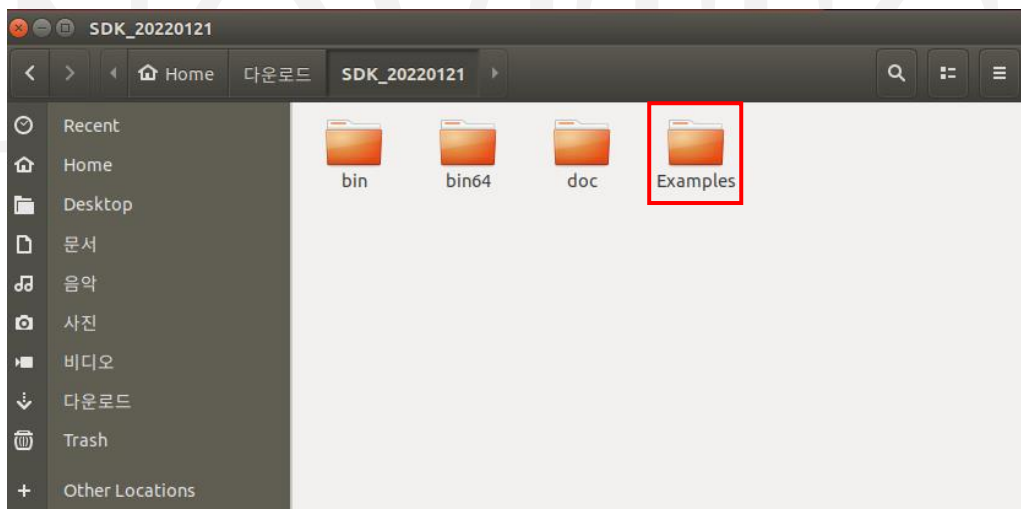 SDK_20220121
Home 다운로드 SDK_20220121
Recent
Home
Desktop
문서
음악
사진
비디오
다운로드
Trash
Other Locations
bin bin64 doc Examples